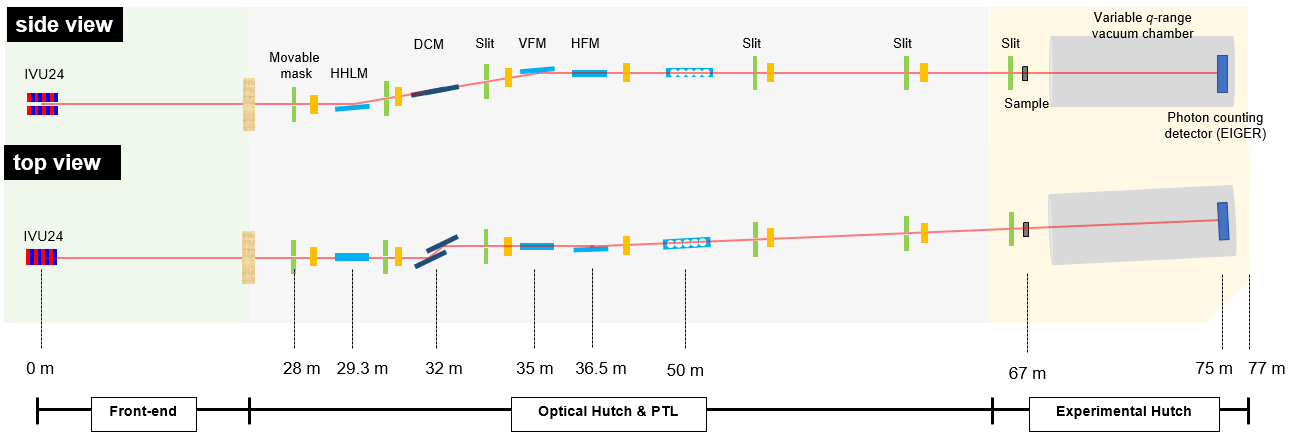 side view
Variable q-range
vacuum chamber
DCM
Slit
VFM
HFM
Slit
Slit
Slit
Movable
mask
HHLM
IVU24
Sample
Photon counting
detector (EIGER)
top view
IVU24
0 m
28 m
29.3 m
32 m
35 m
36.5 m
50 m
67 m
75 m
77 m
Front-end
Optical Hutch & PTL
Experimental Hutch